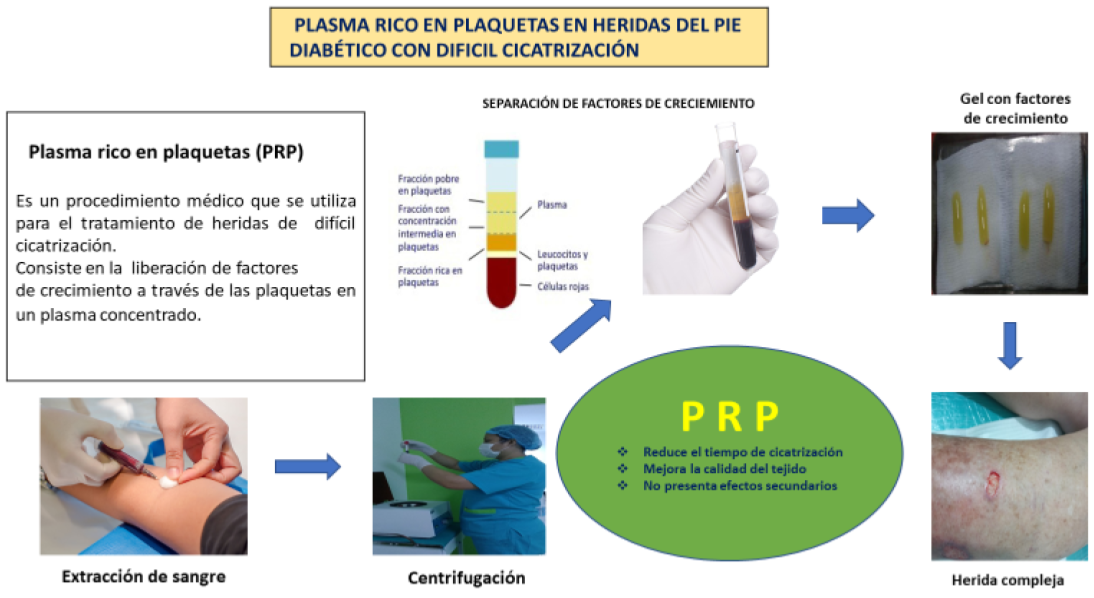 PLASMA RICO EN PLAQUETAS EN HERIDAS DEL PIE
DIABÉTICO CON DIFICIL CICATRIZACIÓN
Plasma rico en plaquetas (PRP)
Es un procedimiento médico que se utiliza
para el tratamiento de heridas de difícil
cicatrización.
Consiste en la liberación de factores
de crecimiento a través de las plaquetas en
un plasma concentrado.
Extracción de sangre
Centrifugación
SEPARACIÓN DE FACTORES DE CRECIEMIENTO
Fracción pobre
en plaquetas
Fracción con
concentración
intermedia en
plaquetas
Fracción rica en
plaquetas
Plasma
Leucocitos y
plaquetas
Células rojas
Gel con factores
de crecimiento
P R P
❖ Reduce el tiempo de cicatrización
❖ Mejora la calidad del tejido
❖ No presenta efectos secundarios
Herida compleja